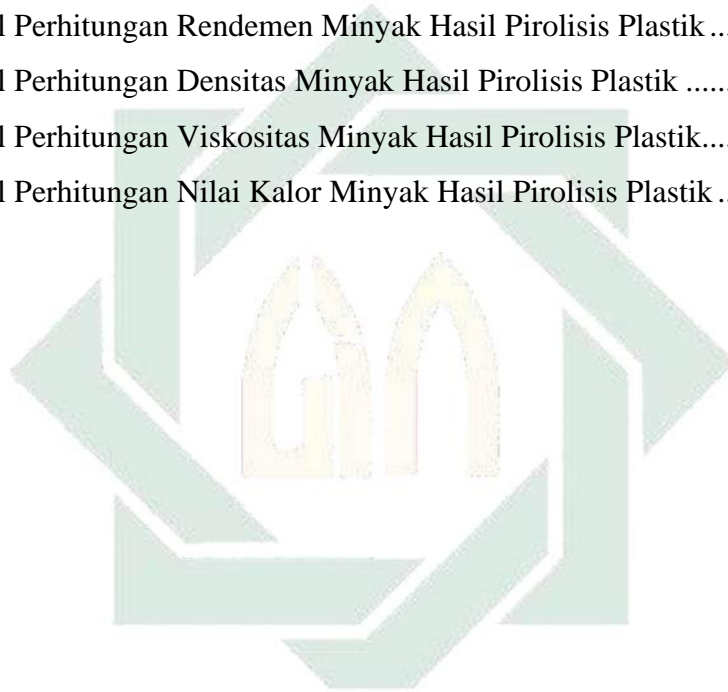 l Perhitungan Rendemen Minyak Hasil Pirolisis Plastik ...
l Perhitungan Densitas Minyak Hasil Pirolisis Plastik ......
l Perhitungan Viskositas Minyak Hasil Pirolisis Plastik....
l Perhitungan Nilai Kalor Minyak Hasil Pirolisis Plastik ..